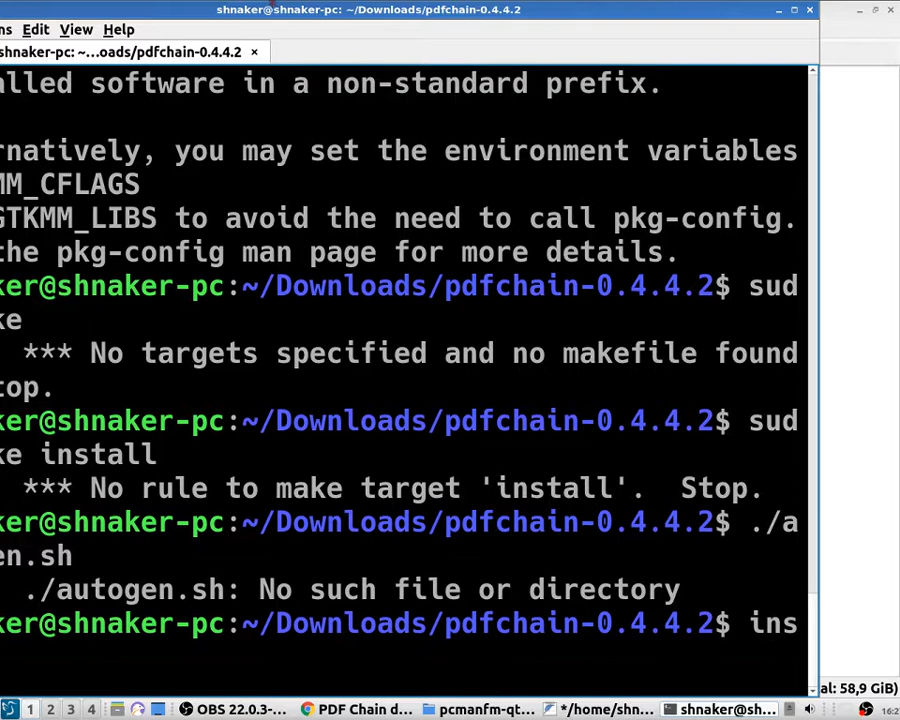 shnaker@shnaker-pc: ~/Downloads/pdfchain-0.4.4.2
ns Edit View Help
shnaker-pc: ~...oads/pdfchain-0.4.4.2
alled software in a non-standard prefix.
rnatively, you may set the environment variables
MM_CFLAGS
GTKMM_LIBS to avoid the need to call pkg-config.
the pkg-config man page for more details.
ker@shnaker-pc:~/Downloads/pdfchain-0.4.4.2$ sud
ke
*** No targets specified and no makefile found
top.
ker@shnaker-pc:~/Downloads/pdfchain-0.4.4.2$ sud
ke install
*** No rule to make target 'install'.  Stop.
ker@shnaker-pc:~/Downloads/pdfchain-0.4.4.2$ ./a
en.sh
./autogen.sh: No such file or directory
ker@shnaker-pc:~/Downloads/pdfchain-0.4.4.2$ ins
al: 58,9 GiB)
1 2 3 4 OBS 22.0.3-... PDF Chain d... pcmanfm-qt... */home/shn... shnaker@sh... 16:2